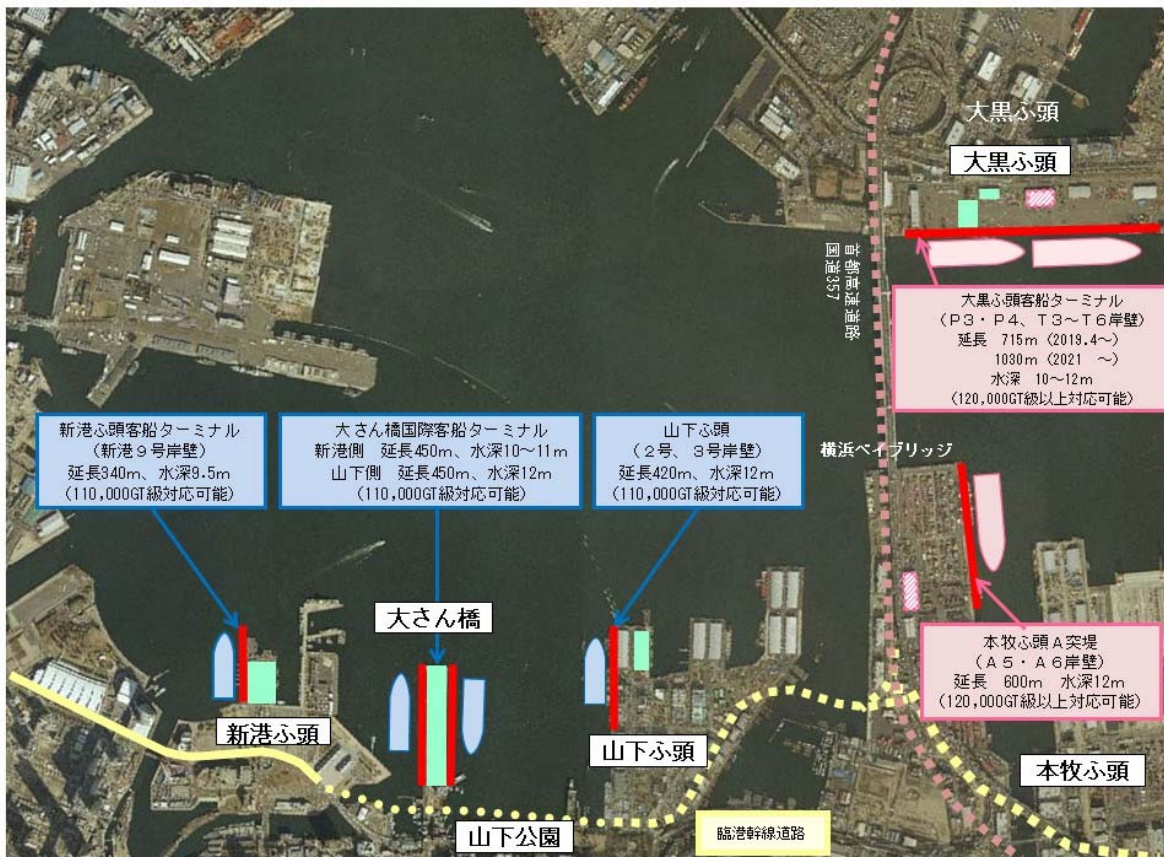 大黒ふ頭
大黒ふ頭
首都高速道路
国道357
大黒ふ頭客船ターミナル
（Ｐ３・Ｐ４、Ｔ３～Ｔ６岸壁）
延長　715m（2019.4～）
1030m（2021　～）
水深　10～12m
（120,000GT級以上対応可能）
新港ふ頭客船ターミナル
（新港９号岸壁）
延長340m、水深9.5m
（110,000GT級対応可能）
大さん橋国際客船ターミナル
新港側　延長450m、水深10～11m
山下側　延長450m、水深12m
（110,000GT級対応可能）
山下ふ頭
（２号、３号岸壁）
延長420m、水深12m
（110,000GT級対応可能）
横浜ベイブリッジ
大さん橋
本牧ふ頭Ａ突堤
（Ａ５・Ａ６岸壁）
延長　600m　水深12m
（120,000GT級以上対応可能）
新港ふ頭
山下ふ頭
本牧ふ頭
山下公園
臨港幹線道路